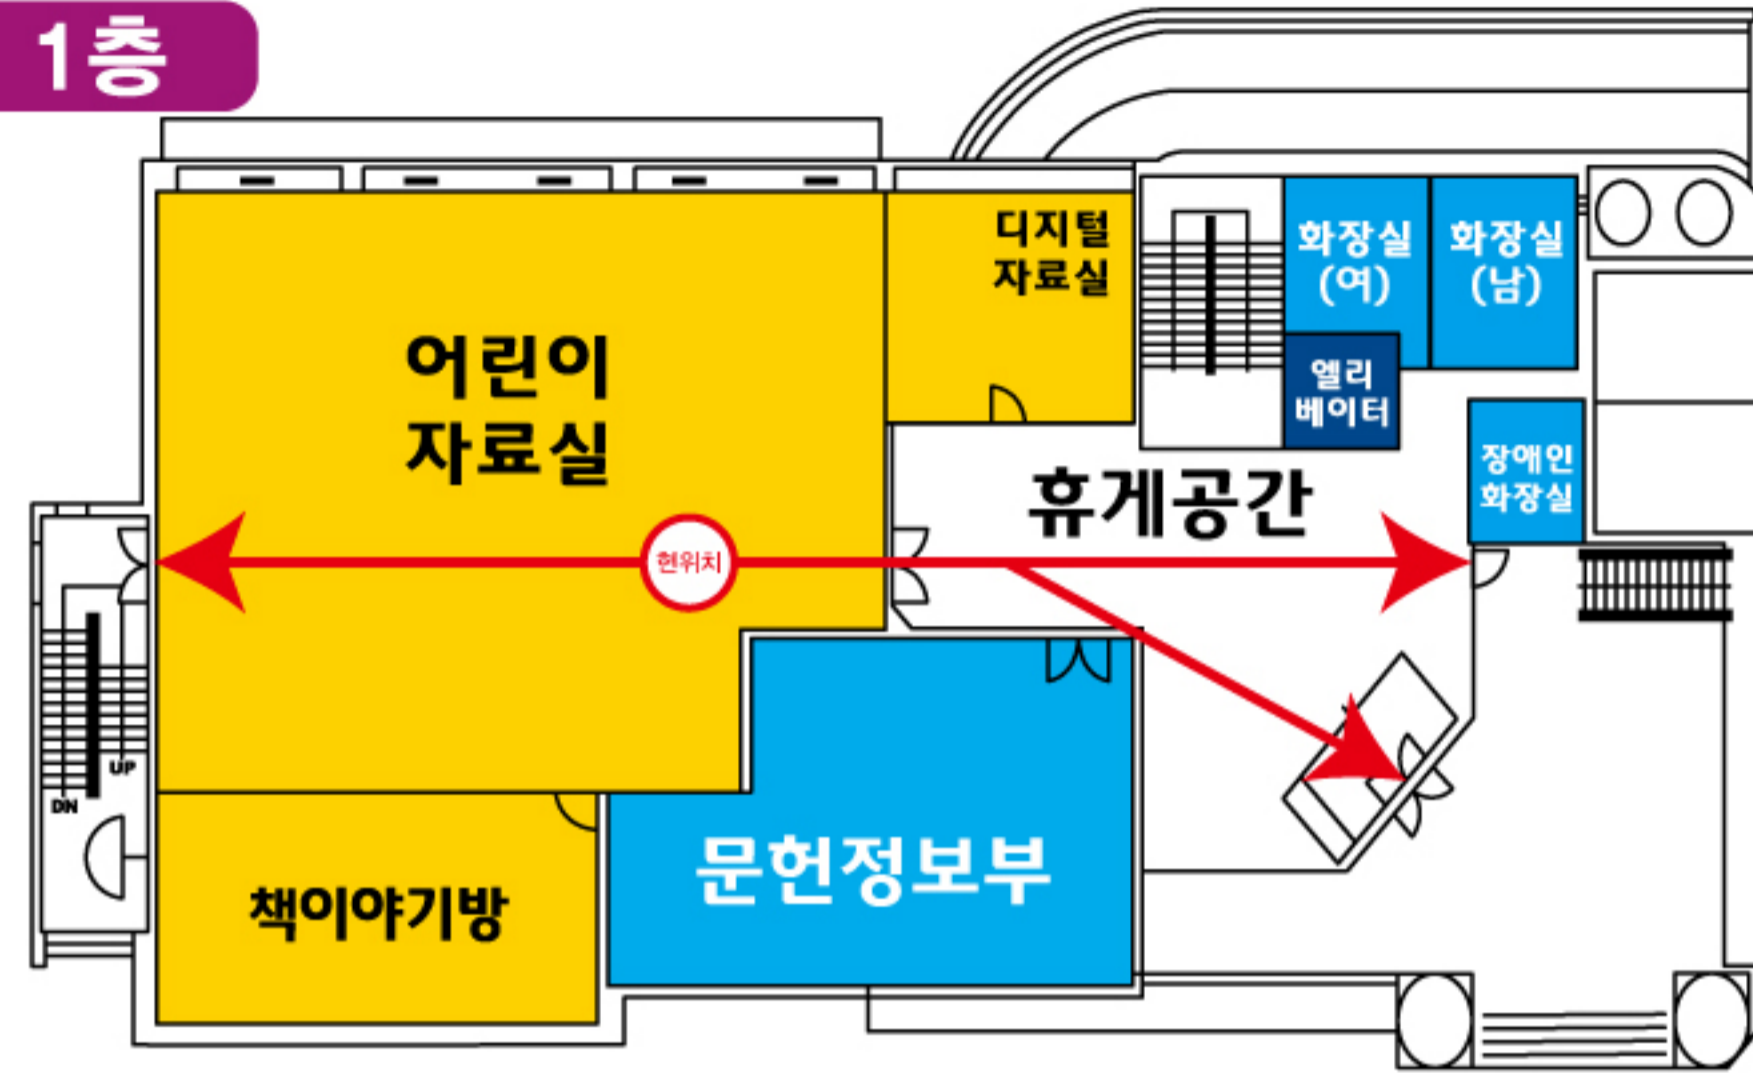 1층
디지털
자료실
화장실
(여)
화장실
(남)
어린이
자료실
엘리
베이터
장애인
화장실
휴게공간
현위치
UP
DN
문헌정보부
책이야기방